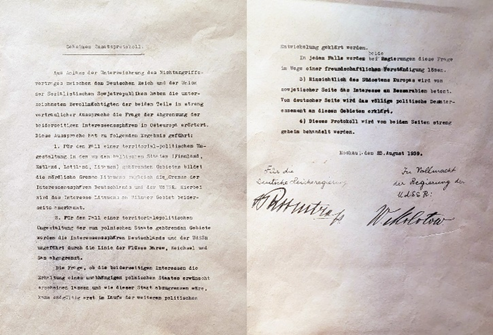 Geheimes Zusatzprotokoll.
Aus Anlass der Unterzeichnung des Nichtangriffs-
vertrages zwischen dem Deutschen Reich und der Union
der Sozialistischen Sowjetrepubliken haben die unter-
zeichneten Bevollmächtigten der beiden Teile in streng
vertraulicher Aussprache die Frage der Abgrenzung der
beiderseitigen Interessenssphären in Osteuropa erörtert.
Diese Aussprache hat zu folgendem Ergebnis geführt:
1. Für den Fall einer territorial-politischen Um-
gestaltung in den zu den baltischen Staaten (Finnland,
Estland, Lettland, Litauen) gehörenden Gebieten bildet
die nördliche Grenze Litauens zugleich die Grenze der
Interessenssphären Deutschlands und der UdSSR. Hierbei
wird das Interesse Litauens am Wilnaer Gebiet beider-
seits anerkannt.
2. Für den Fall einer territorial-politischen
Umgestaltung der zum polnischen Staate gehörenden Gebiete
werden die Interessenssphären Deutschlands und der UdSSR
ungefähr durch die Linie der Flüsse Narew, Weichsel und
San abgegrenzt.
Die Frage, ob die beiderseitigen Interessen die
Erhaltung eines unabhängigen polnischen Staates erwünscht
erscheinen lassen und wie dieser Staat abzugrenzen wäre,
kann endgültig erst im Laufe der weiteren politischen
Entwickelung geklärt werden.
In jedem Falle werden beide Regierungen diese Frage
im Wege einer freundschaftlichen Verständigung lösen.
3) Hinsichtlich des Südostens Europas wird von
sowjetischer Seite das Interesse an Bessarabien betont.
Von deutscher Seite wird das völlige politische Desinter-
essement an diesen Gebieten erklärt.
4) Dieses Protokoll wird von beiden Seiten streng
geheim behandelt werden.
Moskau, den 23. August 1939.
Für die
Deutsche Reichsregierung
In Vollmacht
der Regierung der
UdSSR: